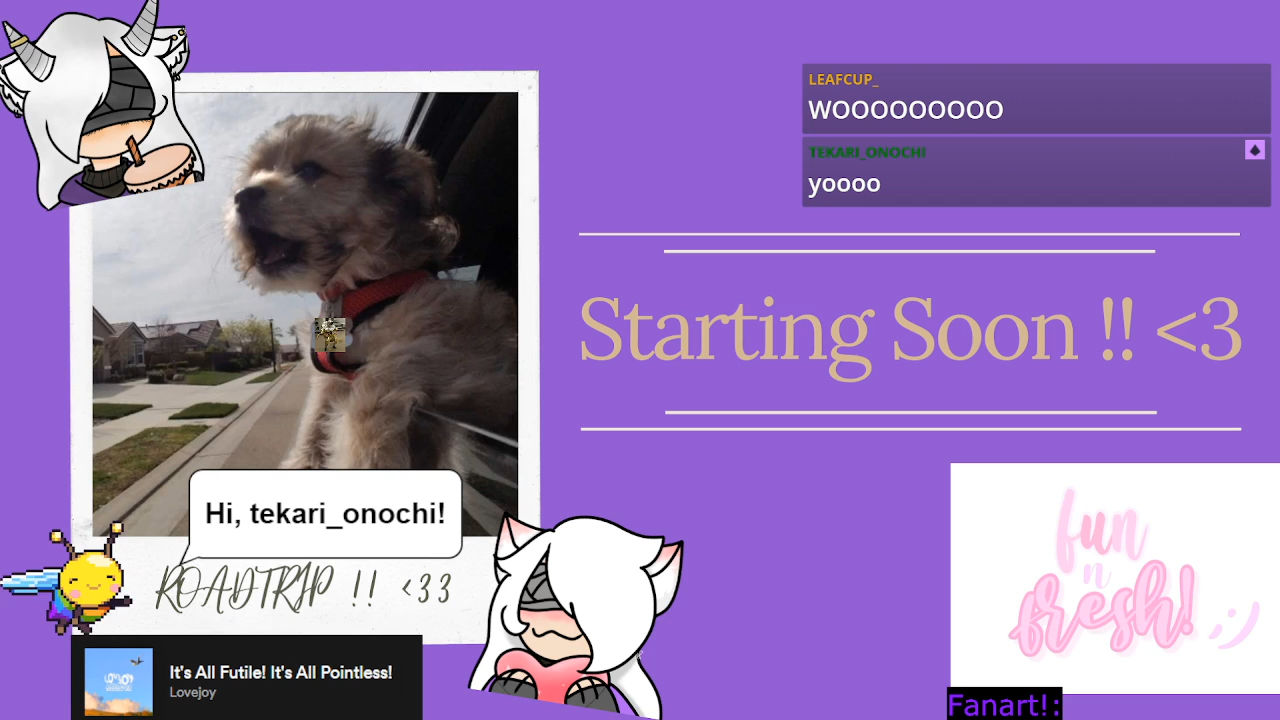 LEAFCUP_
WOOOOOOOOO
TEKARI_ONOCHI
yoooo
Starting Soon !! <3
Hi, tekari_onochi!
ROADTRIP !! <33
It's All Futile! It's All Pointless!
Lovejoy
fun
n
fresh! ;)
Fanart!: